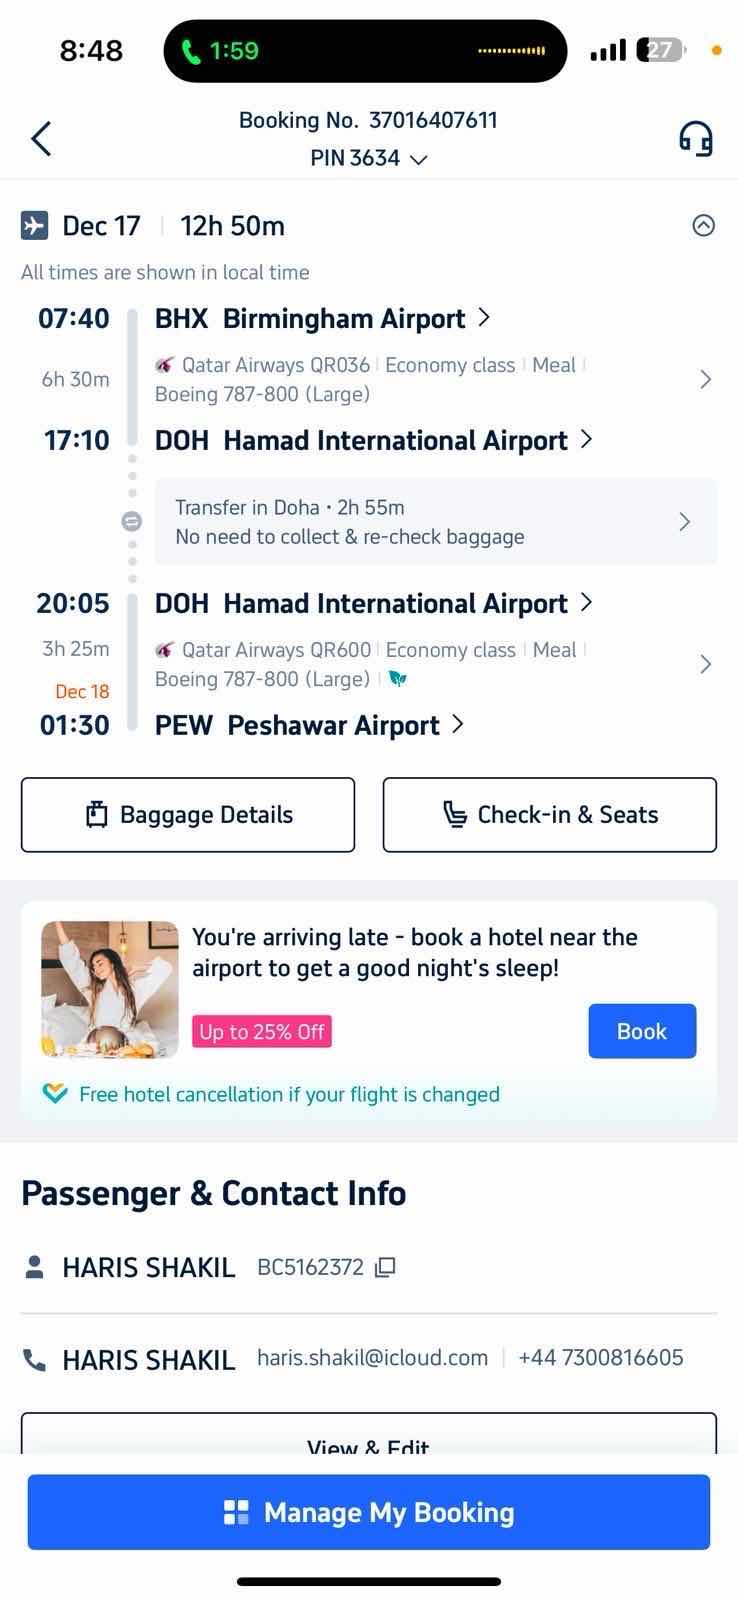 8:48
1:59
27
Booking No. 37016407611
PIN 3634
Dec 17 | 12h 50m
All times are shown in local time
07:40 BHX Birmingham Airport
6h 30m
Qatar Airways QR036 | Economy class | Meal |
Boeing 787-800 (Large)
17:10 DOH Hamad International Airport
Transfer in Doha • 2h 55m
No need to collect & re-check baggage
20:05 DOH Hamad International Airport
3h 25m
Qatar Airways QR600 | Economy class | Meal |
Boeing 787-800 (Large) |
Dec 18
01:30 PEW Peshawar Airport
Baggage Details
Check-in & Seats
You're arriving late - book a hotel near the
airport to get a good night's sleep!
Up to 25% Off
Book
Free hotel cancellation if your flight is changed
Passenger & Contact Info
HARIS SHAKIL BC5162372
HARIS SHAKIL haris.shakil@icloud.com | +44 7300816605
View & Edit
Manage My Booking